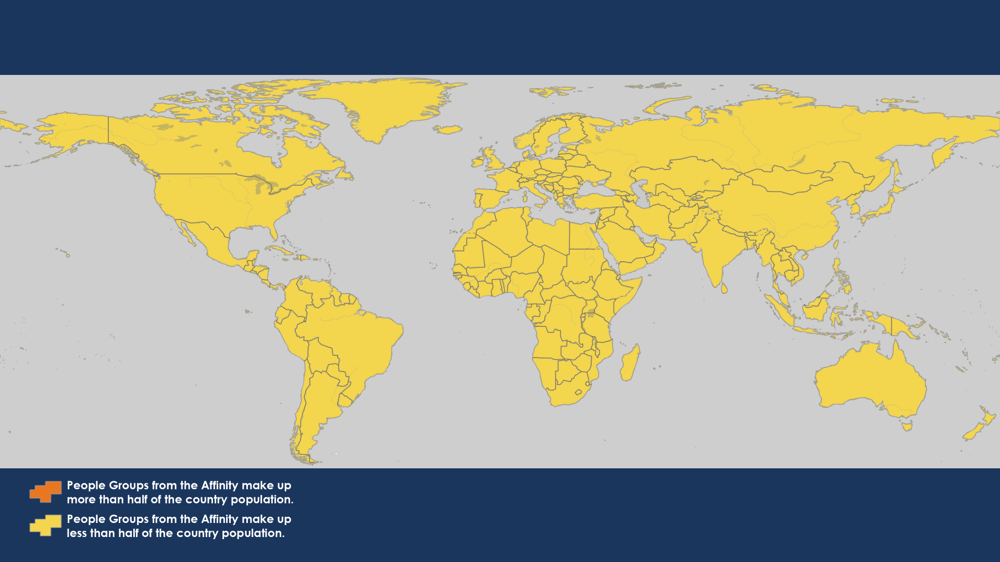 People Groups from the Affinity make up
more than half of the country population.
People Groups from the Affinity make up
less than half of the country population.